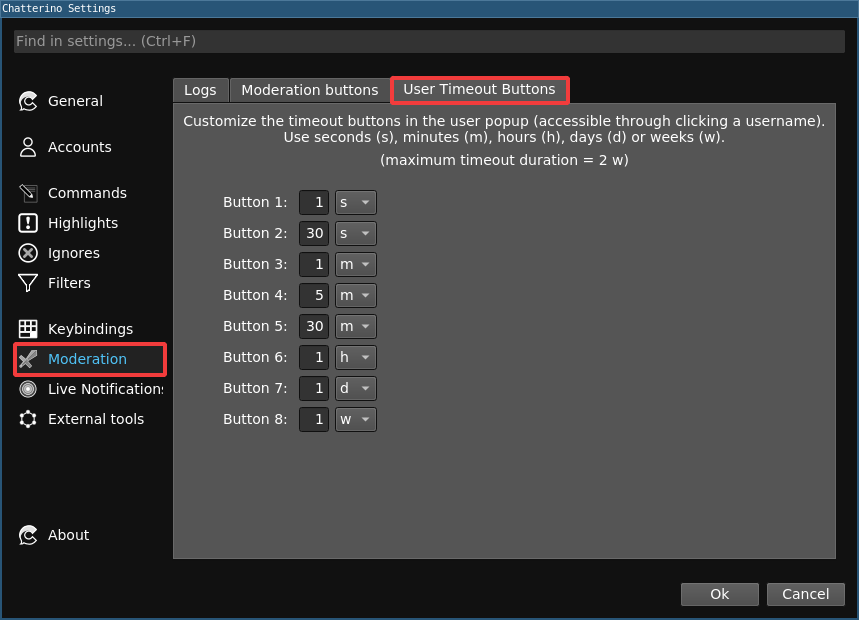 Chatterino Settings
Find in settings... (Ctrl+F)
General
Accounts
Commands
Highlights
Ignores
Filters
Keybindings
Moderation
Live Notifications
External tools
About
Logs
Moderation buttons
User Timeout Buttons
Customize the timeout buttons in the user popup (accessible through clicking a username).
Use seconds (s), minutes (m), hours (h), days (d) or weeks (w).
(maximum timeout duration = 2 w)
Button 1: 1 s
Button 2: 30 s
Button 3: 1 m
Button 4: 5 m
Button 5: 30 m
Button 6: 1 h
Button 7: 1 d
Button 8: 1 w
Ok
Cancel